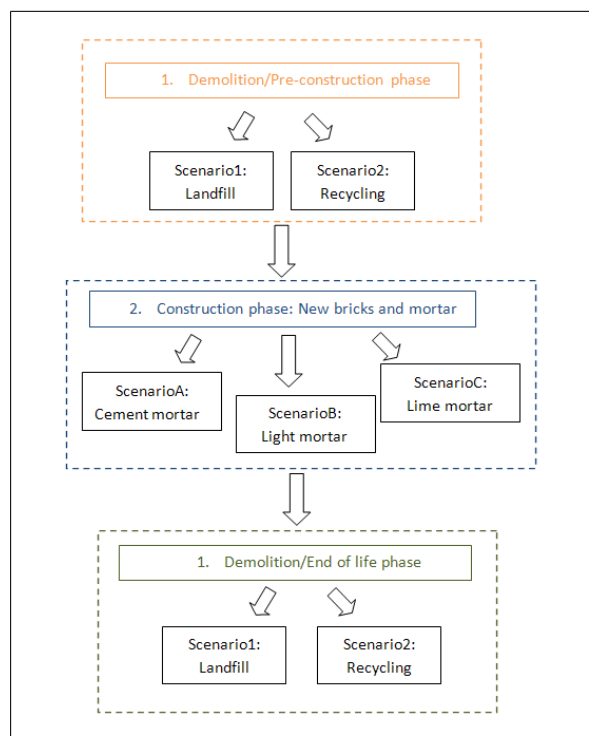 1. Demolition/Pre-construction phase
Scenario1:
Landfill
Scenario2:
Recycling
2. Construction phase: New bricks and mortar
ScenarioA:
Cement mortar
ScenarioB:
Light mortar
ScenarioC:
Lime mortar
1. Demolition/End of life phase
Scenario1:
Landfill
Scenario2:
Recycling